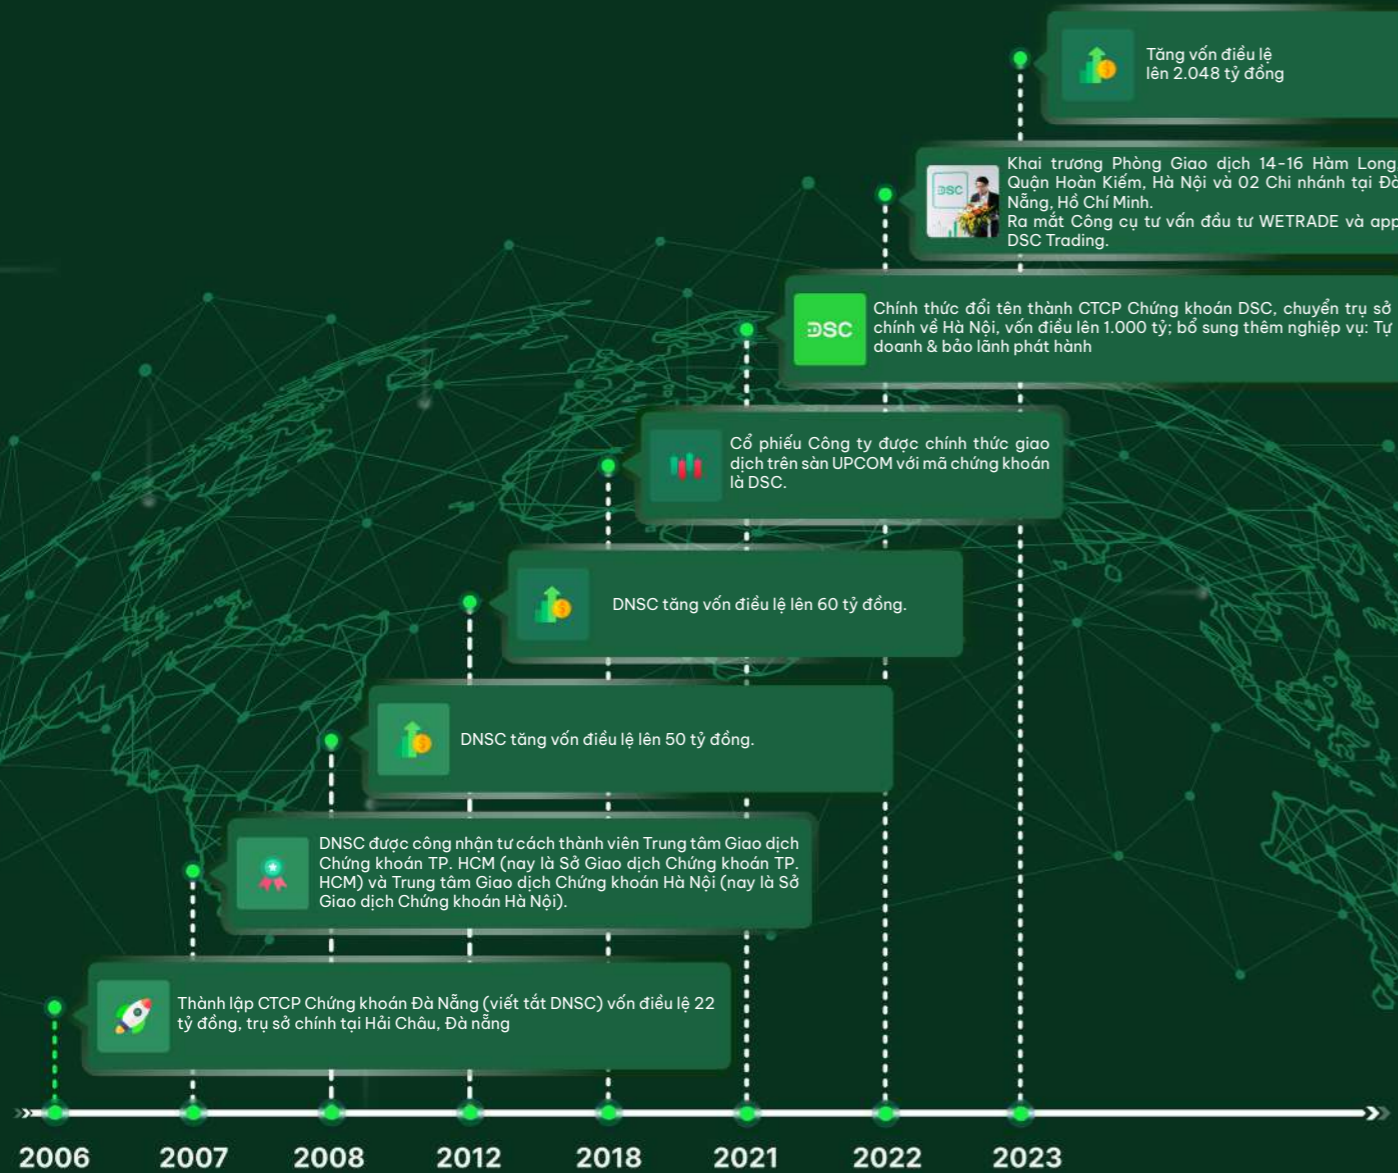 Tăng vốn điều lệ
lên 2.048 tỷ đồng
Khai trương Phòng Giao dịch 14-16 Hàm Long,
Quận Hoàn Kiếm, Hà Nội và 02 Chi nhánh tại Đà
Nẵng, Hồ Chí Minh.
Ra mắt Công cụ tư vấn đầu tư WETRADE và app
DSC Trading.
DSC
Chính thức đổi tên thành CTCP Chứng khoán DSC, chuyển trụ sở
chính về Hà Nội, vốn điều lên 1.000 tỷ; bổ sung thêm nghiệp vụ: Tự
doanh & bảo lãnh phát hành
DSC
Cổ phiếu Công ty được chính thức giao
dịch trên sàn UPCOM với mã chứng khoán
là DSC.
DNSC tăng vốn điều lệ lên 60 tỷ đồng.
DNSC tăng vốn điều lệ lên 50 tỷ đồng.
DNSC được công nhận tư cách thành viên Trung tâm Giao dịch
Chứng khoán TP. HCM (nay là Sở Giao dịch Chứng khoán TP.
HCM) và Trung tâm Giao dịch Chứng khoán Hà Nội (nay là Sở
Giao dịch Chứng khoán Hà Nội).
Thành lập CTCP Chứng khoán Đà Nẵng (viết tắt DNSC) vốn điều lệ 22
tỷ đồng, trụ sở chính tại Hải Châu, Đà nẵng
2006 2007 2008 2012 2018 2021 2022 2023